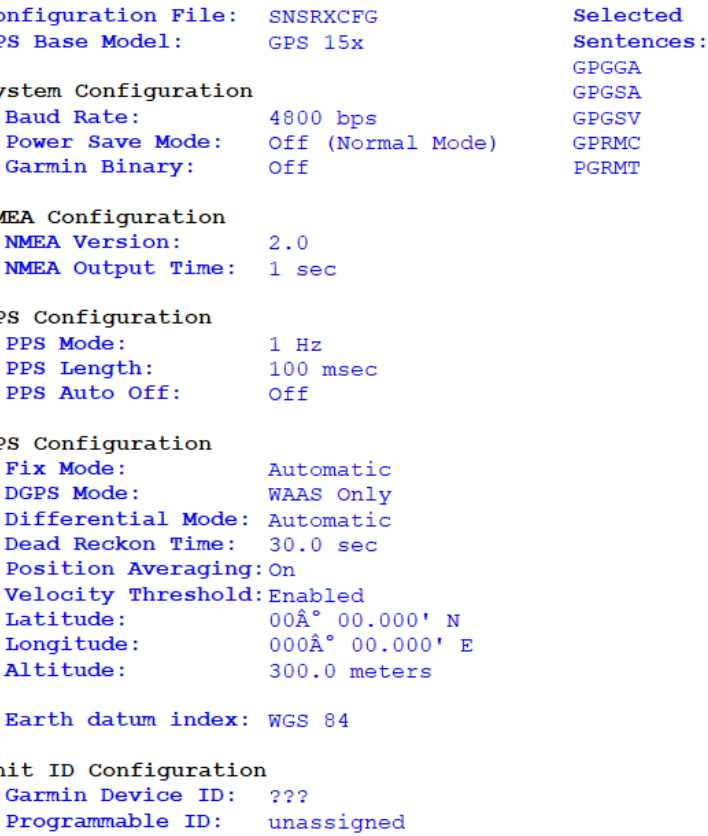 onfiguration File: SNSRXCFG Selected
PS Base Model: GPS 15x Sentences:
GPGGA
ystem Configuration GPGSA
Baud Rate: 4800 bps GPGSV
Power Save Mode: Off (Normal Mode) GPRMC
Garmin Binary: Off PGRMT
MEA Configuration
NMEA Version: 2.0
NMEA Output Time: 1 sec
PS Configuration
PPS Mode: 1 Hz
PPS Length: 100 msec
PPS Auto Off: Off
PS Configuration
Fix Mode: Automatic
DGPS Mode: WAAS Only
Differential Mode: Automatic
Dead Reckon Time: 30.0 sec
Position Averaging: On
Velocity Threshold: Enabled
Latitude: 00Â° 00.000' N
Longitude: 000Â° 00.000' E
Altitude: 300.0 meters
Earth datum index: WGS 84
nit ID Configuration
Garmin Device ID: ???
Programmable ID: unassigned